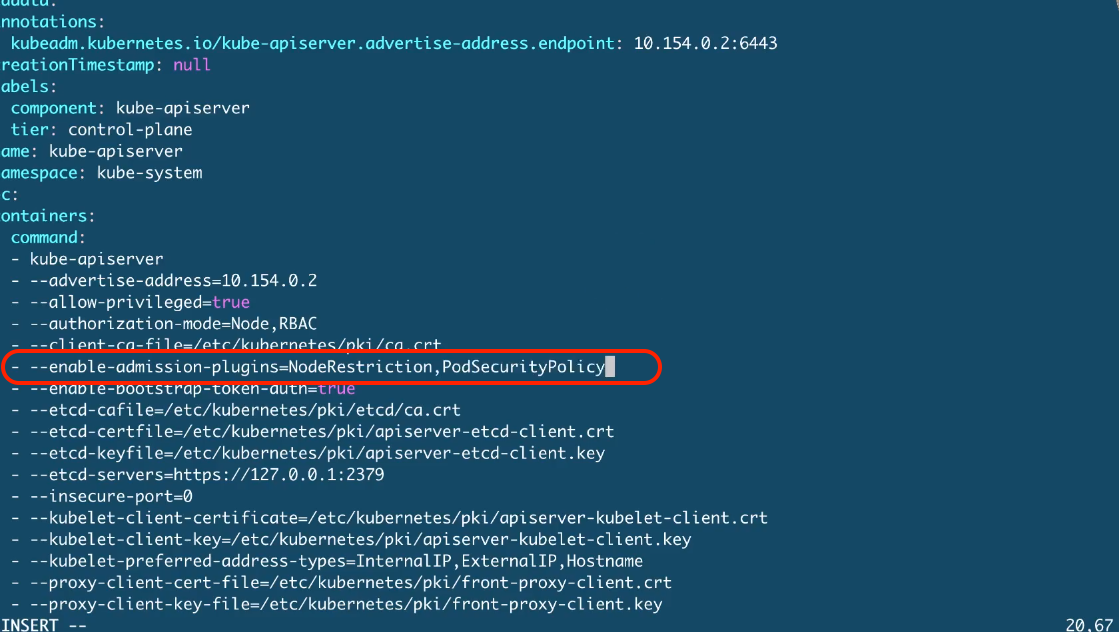 adata:
nnotations:
kubeadm.kubernetes.io/kube-apiserver.advertise-address.endpoint: 10.154.0.2:6443
reationTimestamp: null
abels:
component: kube-apiserver
tier: control-plane
ame: kube-apiserver
amespace: kube-system
c:
ontainers:
command:
- kube-apiserver
- --advertise-address=10.154.0.2
- --allow-privileged=true
- --authorization-mode=Node,RBAC
- --client-ca-file=/etc/kubernetes/pki/ca.crt
- --enable-admission-plugins=NodeRestriction,PodSecurityPolicy
- --enable-bootstrap-token-auth=true
- --etcd-cafile=/etc/kubernetes/pki/etcd/ca.crt
- --etcd-certfile=/etc/kubernetes/pki/apiserver-etcd-client.crt
- --etcd-keyfile=/etc/kubernetes/pki/apiserver-etcd-client.key
- --etcd-servers=https://127.0.0.1:2379
- --insecure-port=0
- --kubelet-client-certificate=/etc/kubernetes/pki/apiserver-kubelet-client.crt
- --kubelet-client-key=/etc/kubernetes/pki/apiserver-kubelet-client.key
- --kubelet-preferred-address-types=InternalIP,ExternalIP,Hostname
- --proxy-client-cert-file=/etc/kubernetes/pki/front-proxy-client.crt
- --proxy-client-key-file=/etc/kubernetes/pki/front-proxy-client.key
INSERT -- 20,67